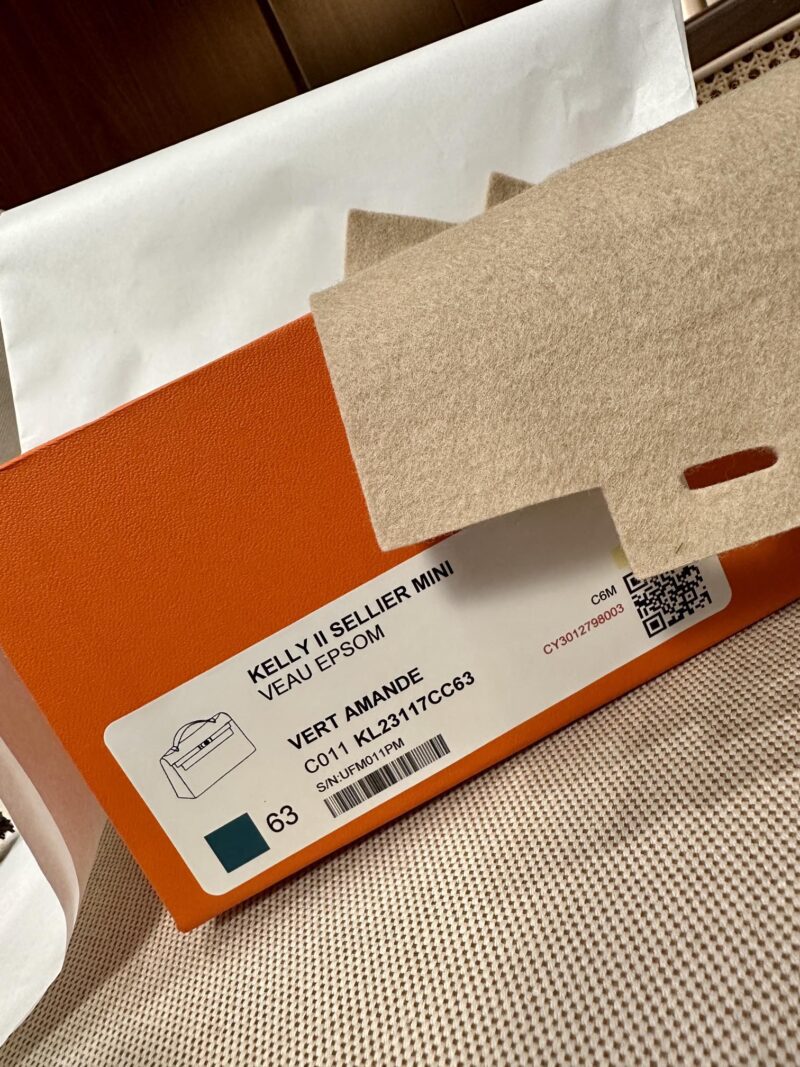 KELLY II SELLIER MINI
VEAU EPSOM
C6M
CY3012798003
VERT AMANDE
C011 KL23117CC63
S/N:UFM011PM
63